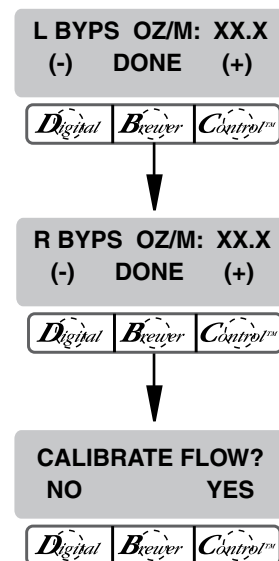 L BYPS OZ/M: XX.X
(-) DONE (+)
Digital Brewer Control™
R BYPS OZ/M: XX.X
(-) DONE (+)
Digital Brewer Control™
CALIBRATE FLOW?
NO YES
Digital Brewer Control™